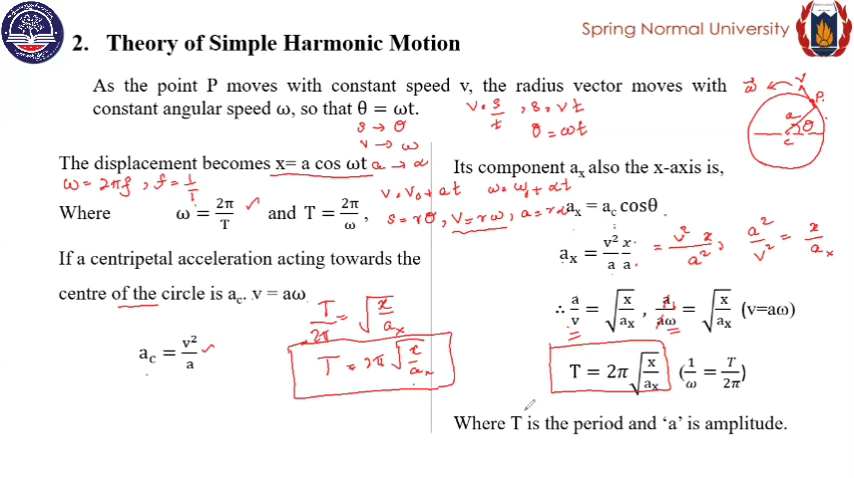 Spring Normal University
2. Theory of Simple Harmonic Motion
As the point P moves with constant speed v, the radius vector moves with
constant angular speed ω, so that θ = ωt.
v = s/t , s = vt
θ = ωt
s → θ
v → ω
a → α
The displacement becomes x= a cos ωt
ω = 2πf , f = 1/T
Where ω = 2π/T and T = 2π/ω,
If a centripetal acceleration acting towards the
centre of the circle is a_c. v = aω
T/2π = √(x/a_x)
T = 2π √(x/a_x)
a_c = v²/a
ω v P a θ c
Its component a_x also the x-axis is,
v = v₀ + at ω = ω + αt
s = rθ , v = rω , a = rα
a_x = a_c cosθ
a_x = v²/a x/a = v² x/a² , a²/v² = x/a_x
∴ a/v = √(x/a_x) , a/aω = √(x/a_x) (v=aω)
T = 2π √(x/a_x) (1/ω = T/2π)
Where T is the period and ‘a’ is amplitude.